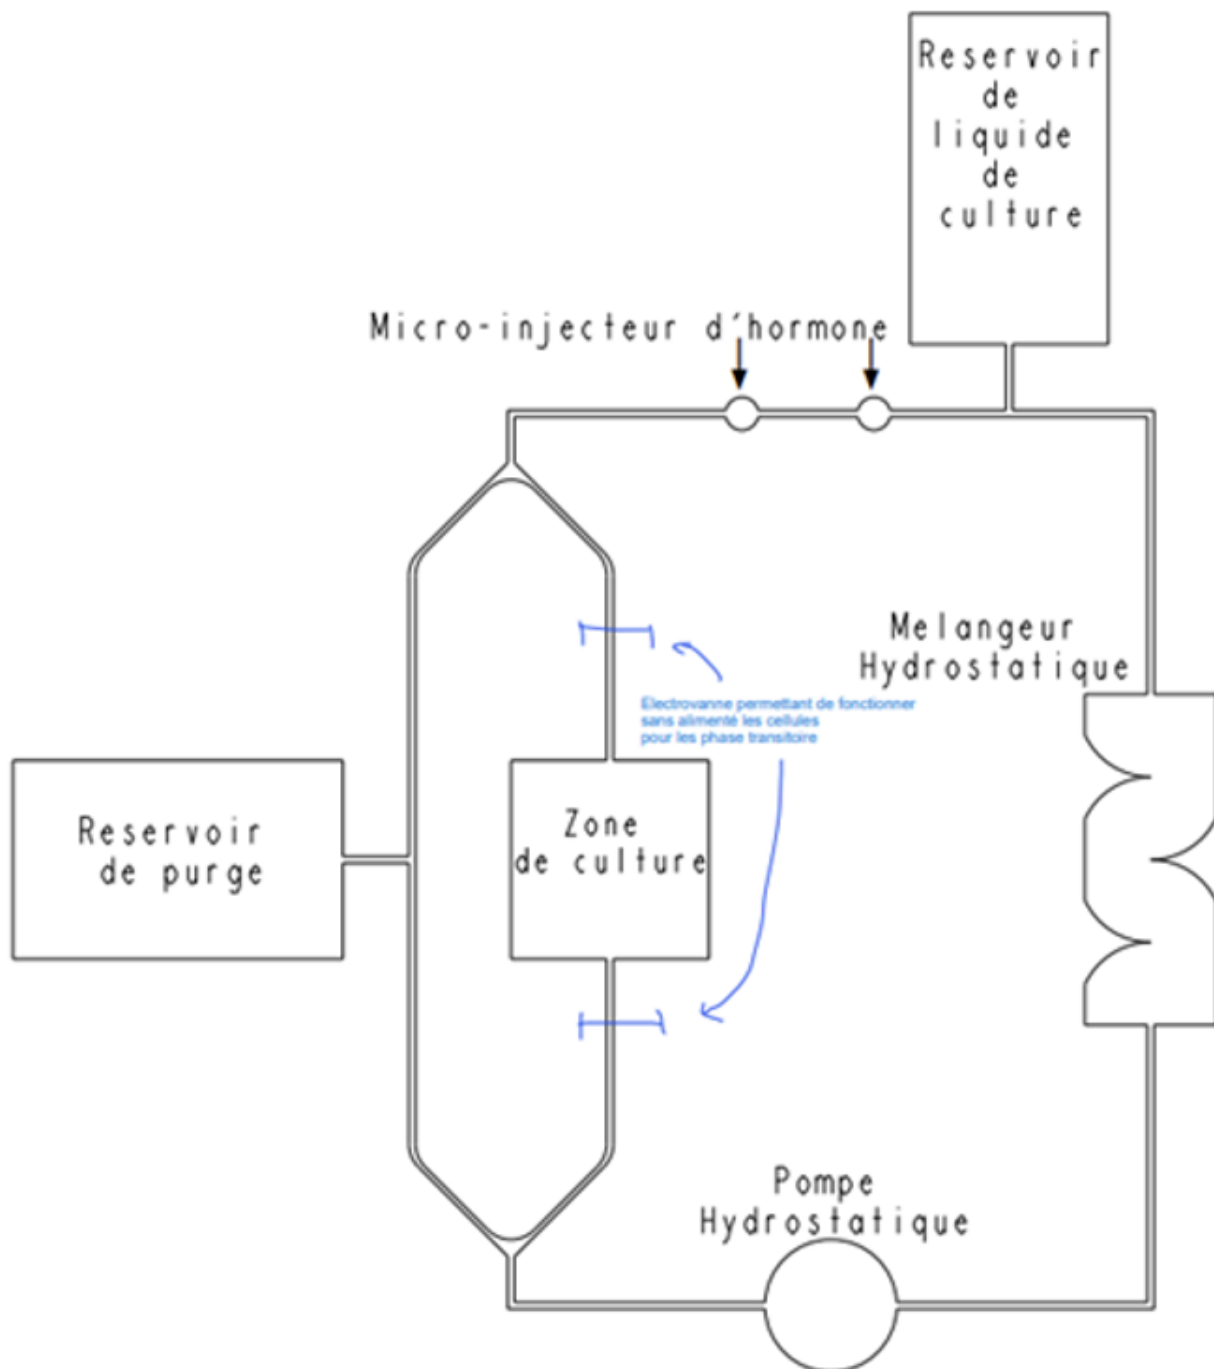 Reservoir
de
liquide
de
culture
Micro-injecteur d'hormone
Melangeur
Hydrostatique
Electrovanne permettant de fonctionner
sans alimenté les cellules
pour les phase transitoire
Reservoir
de purge
Zone
de culture
Pompe
Hydrostatique